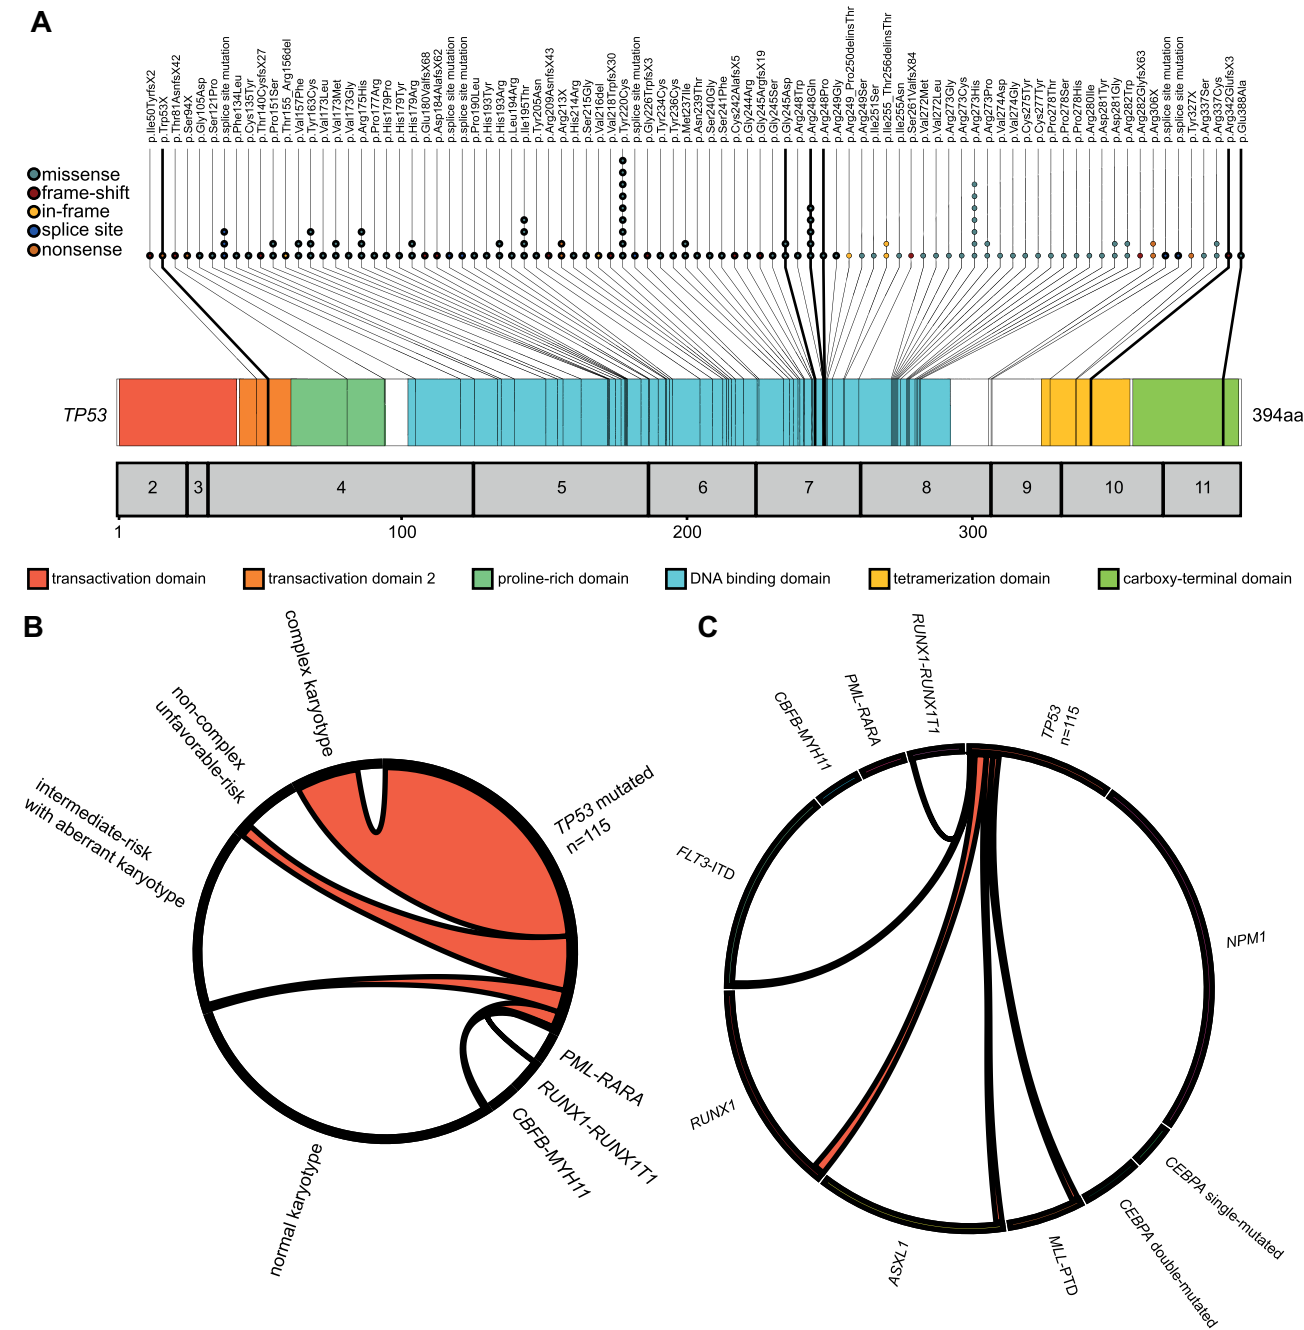 A
p.Ile50TyrfsX2
p.Trp53X
p.Thr81AsnfsX42
p.Ser94X
p.Gly105Asp
p.Ser121Pro
splice site mutation
p.Phe134Leu
p.Cys135Tyr
p.Thr140CysfsX27
p.Pro151Ser
p.Thr155_Arg156del
p.Val157Phe
p.Tyr163Cys
p.Val173Leu
p.Val173Met
p.Val173Gly
p.Arg175His
p.Pro177Arg
p.His179Pro
p.His179Tyr
p.His179Arg
p.Glu180ValfsX68
p.Asp184AlafsX62
splice site mutation
splice site mutation
p.Pro190Leu
p.His193Tyr
p.His193Arg
p.Leu194Arg
p.Ile195Thr
p.Tyr205Asn
p.Arg209AsnfsX43
p.Arg213X
p.His214Arg
p.Ser215Gly
p.Val216del
p.Val218TrpfsX30
p.Tyr220Cys
splice site mutation
p.Gly226TrpfsX3
p.Tyr234Cys
p.Tyr236Cys
p.Met237Ile
p.Asn239Thr
p.Ser240Gly
p.Ser241Phe
p.Cys242AlafsX5
p.Gly244Arg
p.Gly245ArgfsX19
p.Gly245Ser
p.Gly245Asp
p.Arg248Trp
p.Arg248Gln
p.Arg248Pro
p.Arg249Gly
p.Arg249_Pro250delinsThr
p.Arg249Ser
p.Ile251Ser
p.Ile255_Thr256delinsThr
p.Ile255Asn
p.Ser261ValfsX84
p.Val272Met
p.Val272Leu
p.Arg273Gly
p.Arg273Cys
p.Arg273His
p.Arg273Pro
p.Val274Asp
p.Val274Gly
p.Cys275Tyr
p.Cys277Tyr
p.Pro278Thr
p.Pro278Ser
p.Pro278His
p.Arg280Ile
p.Asp281Tyr
p.Asp281Gly
p.Arg282Trp
p.Arg282GlyfsX63
p.Arg306X
splice site mutation
splice site mutation
p.Tyr327X
p.Arg337Ser
p.Arg337Cys
p.Arg342GlufsX3
p.Glu388Ala
missense
frame-shift
in-frame
splice site
nonsense
TP53
394aa
2 3 4 5 6 7 8 9 10 11
1 100 200 300
transactivation domain
transactivation domain 2
proline-rich domain
DNA binding domain
tetramerization domain
carboxy-terminal domain
B
complex karyotype
non-complex
unfavorable-risk
intermediate-risk
with aberrant karyotype
TP53 mutated
n=115
PML-RARA
RUNX1-RUNX1T1
CBFB-MYH11
normal karyotype
C
RUNX1-RUNX1T1
PML-RARA
CBFB-MYH11
FLT3-ITD
RUNX1
ASXL1
MLL-PTD
CEBPA double-mutated
CEBPA single-mutated
NPM1
TP53
n=115